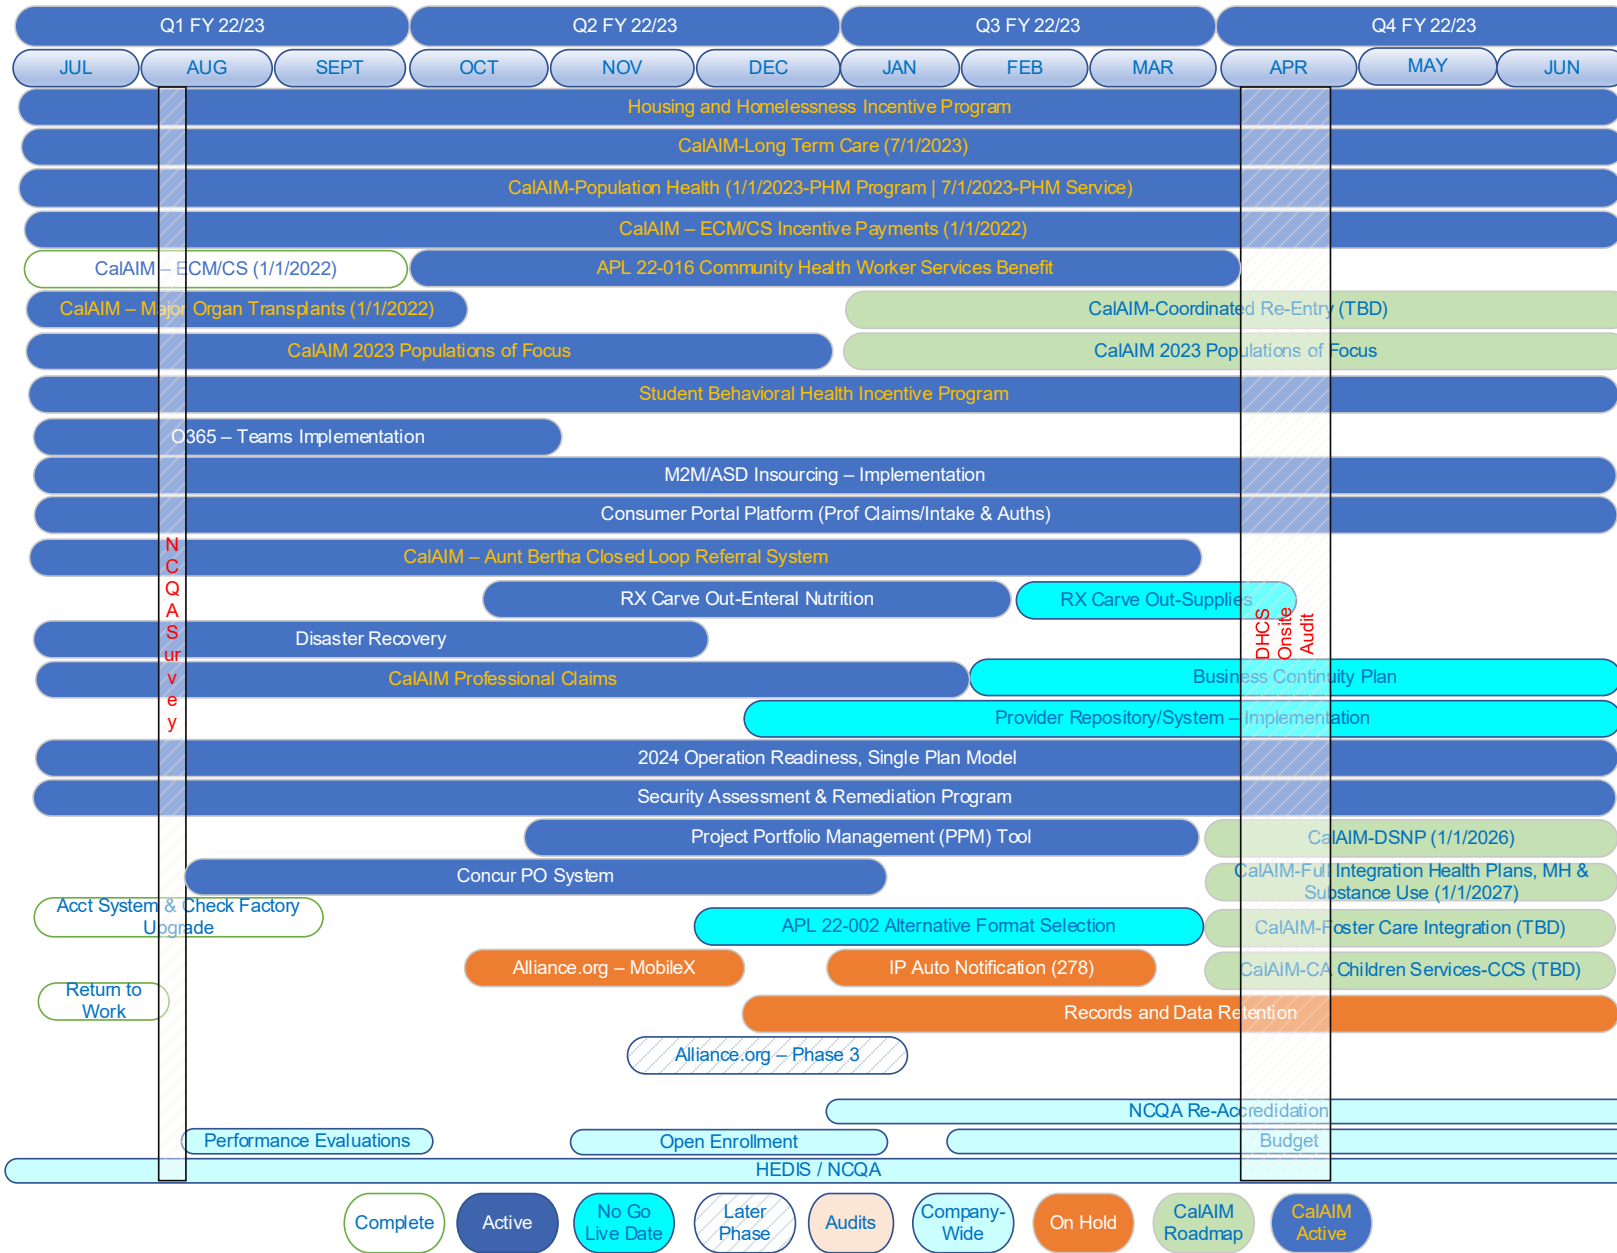 Q1 FY 22/23
Q2 FY 22/23
Q3 FY 22/23
Q4 FY 22/23
JUL
AUG
SEPT
OCT
NOV
DEC
JAN
FEB
MAR
APR
MAY
JUN
Housing and Homelessness Incentive Program
CalAIM-Long Term Care (7/1/2023)
CalAIM-Population Health (1/1/2023-PHM Program | 7/1/2023-PHM Service)
CalAIM – ECM/CS Incentive Payments (1/1/2022)
CalAIM – ECM/CS (1/1/2022)
APL 22-016 Community Health Worker Services Benefit
CalAIM – Major Organ Transplants (1/1/2022)
CalAIM-Coordinated Re-Entry (TBD)
CalAIM 2023 Populations of Focus
CalAIM 2023 Populations of Focus
Student Behavioral Health Incentive Program
O365 – Teams Implementation
M2M/ASD Insourcing – Implementation
Consumer Portal Platform (Prof Claims/Intake & Auths)
CalAIM – Aunt Bertha Closed Loop Referral System
RX Carve Out-Enteral Nutrition
RX Carve Out-Supplies
Disaster Recovery
CalAIM Professional Claims
Business Continuity Plan
Provider Repository/System – Implementation
2024 Operation Readiness, Single Plan Model
Security Assessment & Remediation Program
Project Portfolio Management (PPM) Tool
CalAIM-DSNP (1/1/2026)
Concur PO System
CalAIM-Full Integration Health Plans, MH &
Substance Use (1/1/2027)
Acct System & Check Factory
Upgrade
APL 22-002 Alternative Format Selection
CalAIM-Foster Care Integration (TBD)
Alliance.org – MobileX
IP Auto Notification (278)
CalAIM-CA Children Services-CCS (TBD)
Return to
Work
Records and Data Retention
Alliance.org – Phase 3
NCQA Re-Accredidation
Performance Evaluations
Open Enrollment
Budget
HEDIS / NCQA
N
C
Q
A
S
ur
v
e
y
DHCS
Onsite
Audit
Complete
Active
No Go
Live Date
Later
Phase
Audits
Company-
Wide
On Hold
CalAIM
Roadmap
CalAIM
Active